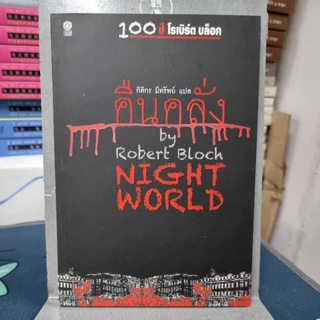 100 ปี โรเบิร์ต บล็อก
กิติกร มีทรัพย์ แปล
คืนคลั่ง
by
Robert Bloch
NIGHT
WORLD